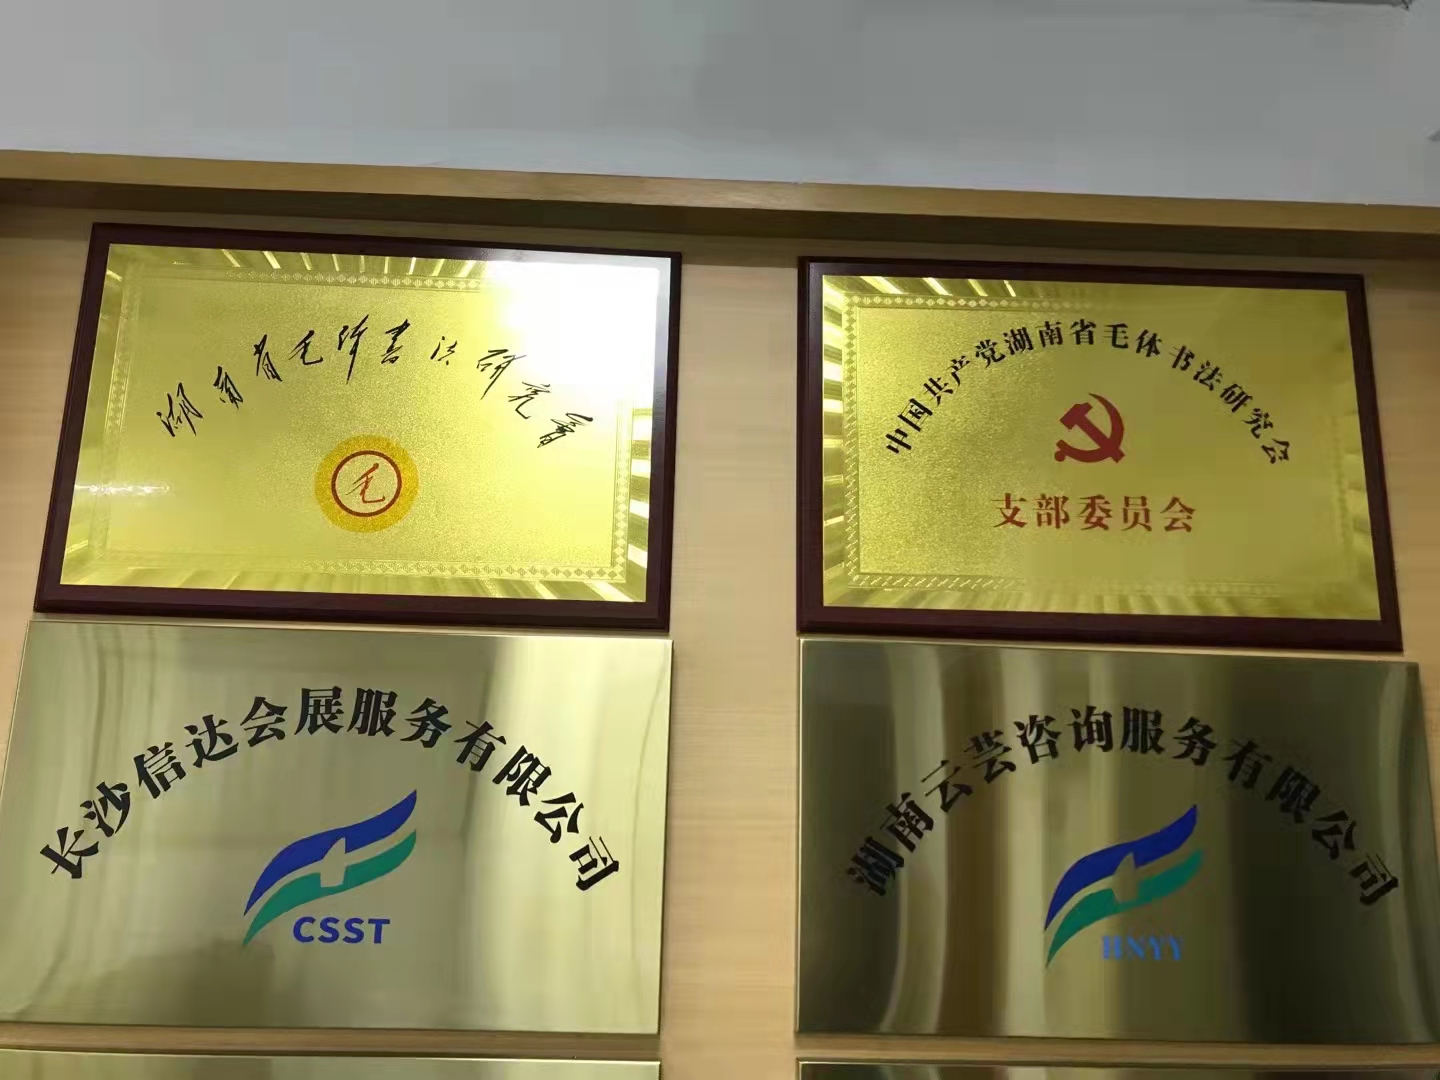 湖南省毛体书法研究会
毛
中国共产党湖南省毛体书法研究会
支部委员会
长沙信达会展服务有限公司
CSST
湖南云芸咨询服务有限公司
HNYY